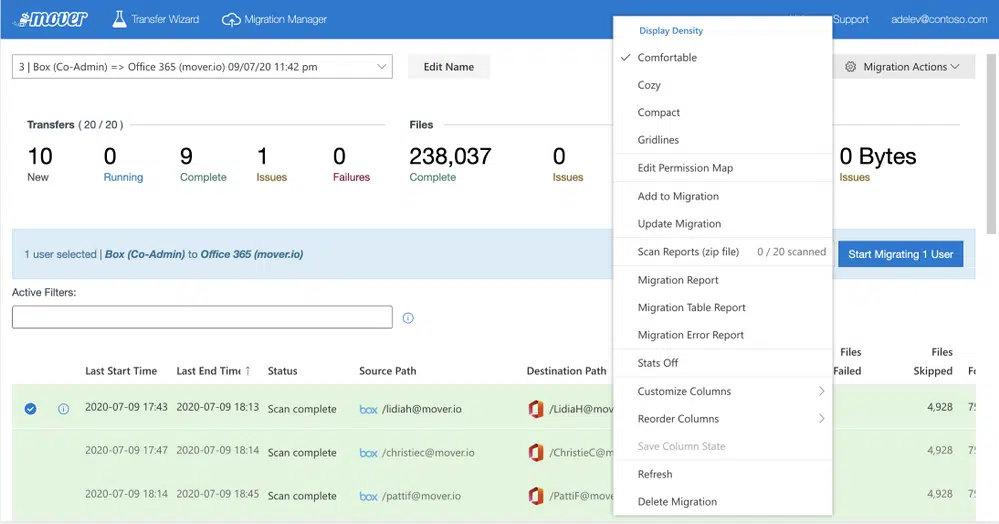 mover Transfer Wizard Migration Manager Support adelev@contoso.com
Display Density
3 | Box (Co-Admin) => Office 365 (mover.io) 09/07/20 11:42 pm Edit Name Comfortable Migration Actions
Cozy
Compact
Transfers ( 20 / 20 ) Files
Gridlines
10 0 9 1 0 238,037 0 0 Bytes
New Running Complete Issues Failures Complete Issues Issues
Edit Permission Map
Add to Migration
Update Migration
1 user selected | Box (Co-Admin) to Office 365 (mover.io) Scan Reports (zip file) 0 / 20 scanned Start Migrating 1 User
Migration Report
Active Filters:
Migration Table Report
Migration Error Report
Files Files
Last Start Time Last End Time ↑ Status Source Path Destination Path Stats Off Failed Skipped
Customize Columns
2020-07-09 17:43 2020-07-09 18:13 Scan complete box /lidiah@mover.io /LidiaH@mov 4,928
Reorder Columns
Save Column State
2020-07-09 17:47 2020-07-09 18:14 Scan complete box /christiec@mover.io /ChristieC@m 4,928
Refresh
2020-07-09 18:14 2020-07-09 18:45 Scan complete box /pattif@mover.io /PattiF@move 4,928
Delete Migration